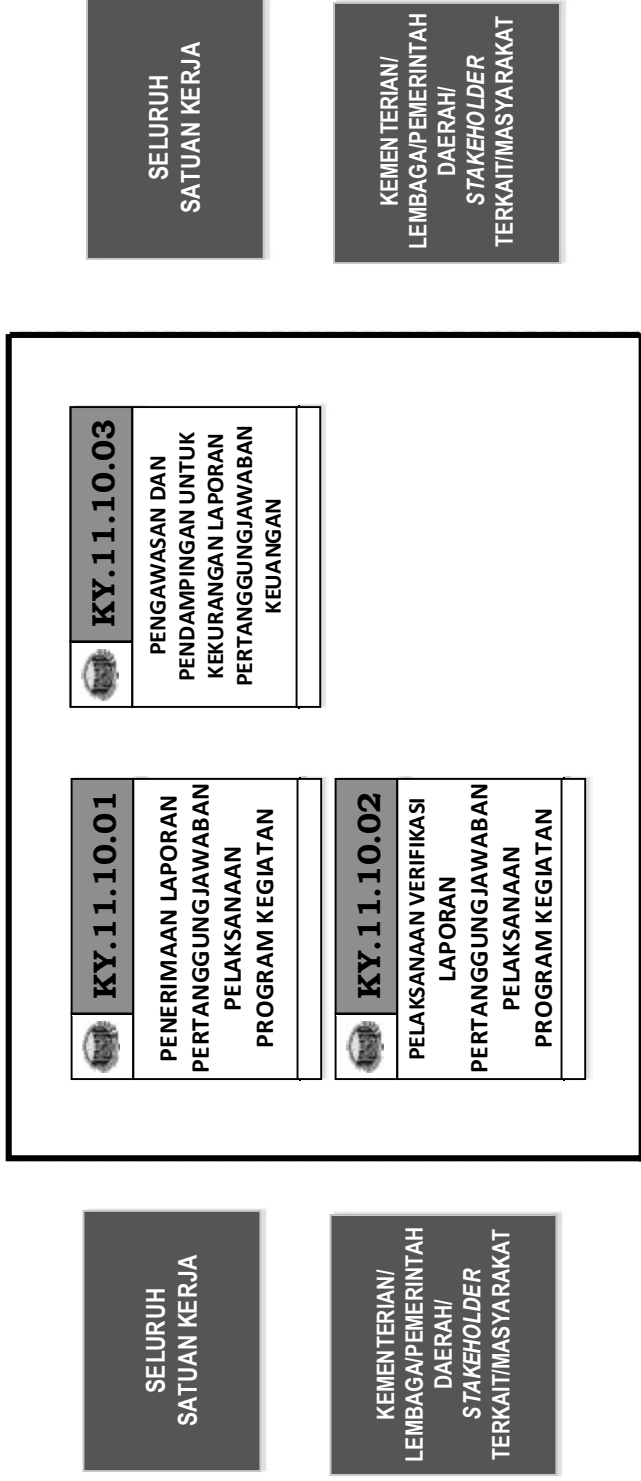 SELURUH
SATUAN KERJA
KEMENTERIAN/
LEMBAGA/PEMERINTAH
DAERAH/
STAKEHOLDER
TERKAIT/MASYARAKAT
KY.11.10.01
PENERIMAAN LAPORAN
PERTANGGUNGJAWABAN
PELAKSANAAN
PROGRAM KEGIATAN
KY.11.10.02
PELAKSANAAN VERIFIKASI
LAPORAN
PERTANGGUNGJAWABAN
PELAKSANAAN
PROGRAM KEGIATAN
KY.11.10.03
PENGAWASAN DAN
PENDAMPINGAN UNTUK
KEKURANGAN LAPORAN
PERTANGGUNGJAWABAN
KEUANGAN
SELURUH
SATUAN KERJA
KEMEN TERIAN/
LEMBAGA/PEMERINTAH
DAERAH/
STAKEHOLDER
TERKAIT/MASYARAKAT